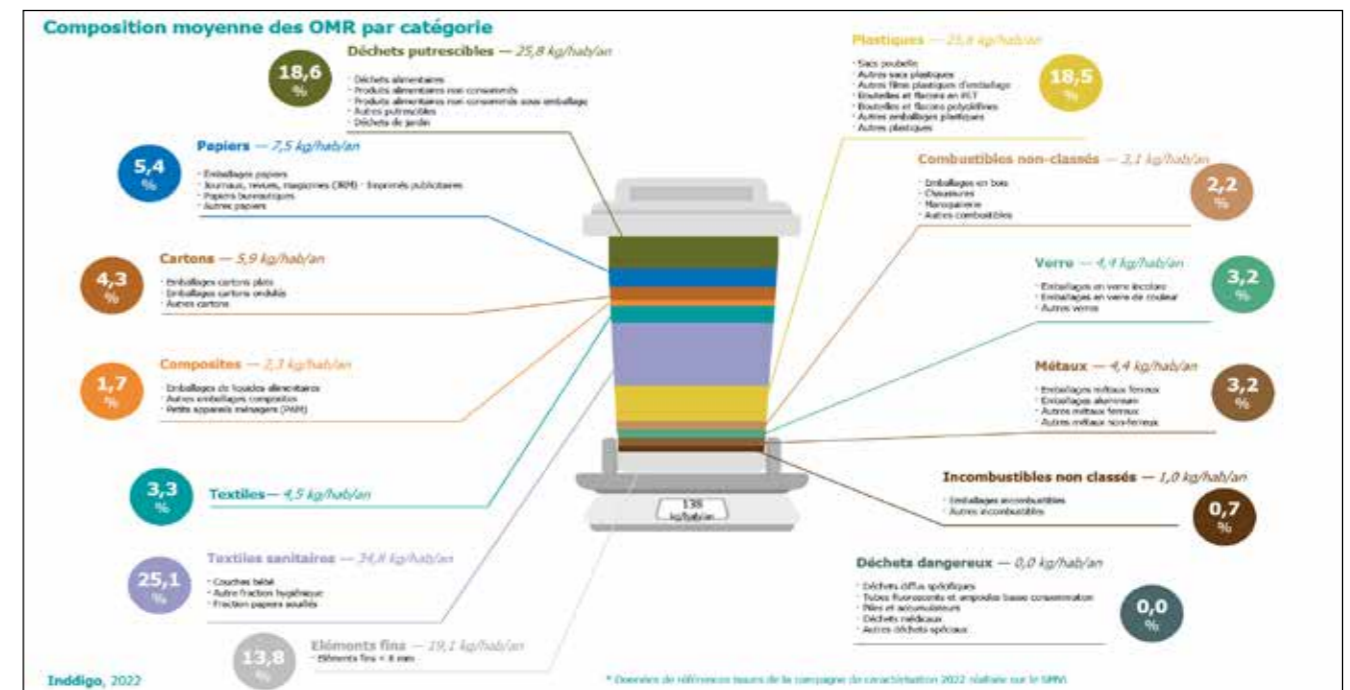 Composition moyenne des OMR par catégorie
Déchets putrescibles — 25,8 kg/hab/an
18,6
%
· Déchets alimentaires
· Produits alimentaires non consommés
· Produits alimentaires non consommés sous emballage
· Autres putrescibles
· Déchets de jardin
Papiers — 7,5 kg/hab/an
5,4
%
· Emballages papiers
· Journaux, revues, magazines (JRM) · Imprimés publicitaires
· Papiers bureautiques
· Autres papiers
Cartons — 5,9 kg/hab/an
4,3
%
· Emballages cartons plats
· Emballages cartons ondulés
· Autres cartons
Composites — 2,3 kg/hab/an
1,7
%
· Emballages de liquides alimentaires
· Autres emballages composites
· Petits appareils ménagers (PAM)
3,3
%
Textiles— 4,5 kg/hab/an
Textiles sanitaires — 34,8 kg/hab/an
25,1
%
· Couches bébé
· Autre fraction hygiénique
· Fraction papiers souillés
Eléments fins — 19,1 kg/hab/an
13,8
%
· Eléments fins < 8 mm
Inddigo, 2022
Plastiques — 25,6 kg/hab/an
18,5
%
· Sacs poubelle
· Autres sacs plastiques
· Autres films plastiques d'emballage
· Bouteilles et flacons en PET
· Bouteilles et flacons polyoléfines
· Autres emballages plastiques
· Autres plastiques
Combustibles non-classés — 3,1 kg/hab/an
2,2
%
· Emballages en bois
· Chaussures
· Maroquinerie
· Autres combustibles
Verre — 4,4 kg/hab/an
3,2
%
· Emballages en verre incolore
· Emballages en verre de couleur
· Autres verres
Métaux — 4,4 kg/hab/an
3,2
%
· Emballages métaux ferreux
· Emballages aluminium
· Autres métaux ferreux
· Autres métaux non-ferreux
Incombustibles non classés — 1,0 kg/hab/an
0,7
%
· Emballages incombustibles
· Autres incombustibles
Déchets dangereux — 0,0 kg/hab/an
0,0
%
· Déchets diffus spécifiques
· Tubes fluorescents et ampoules basse consommation
· Piles et accumulateurs
· Déchets médicaux
· Autres déchets spéciaux
138
kg/hab/an
* Données de références issues de la campagne de caractérisation 2022 réalisée sur le